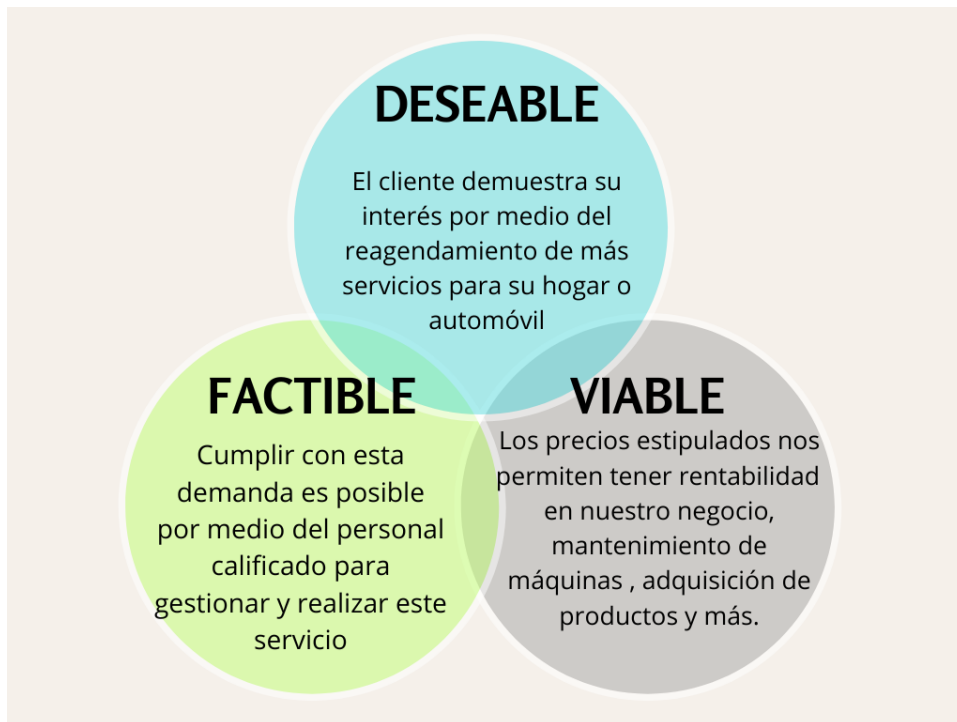 DESEABLE
El cliente demuestra su
interés por medio del
reagendamiento de más
servicios para su hogar o
automóvil
FACTIBLE
Cumplir con esta
demanda es posible
por medio del personal
calificado para
gestionar y realizar este
servicio
VIABLE
Los precios estipulados nos
permiten tener rentabilidad
en nuestro negocio,
mantenimiento de
máquinas , adquisición de
productos y más.